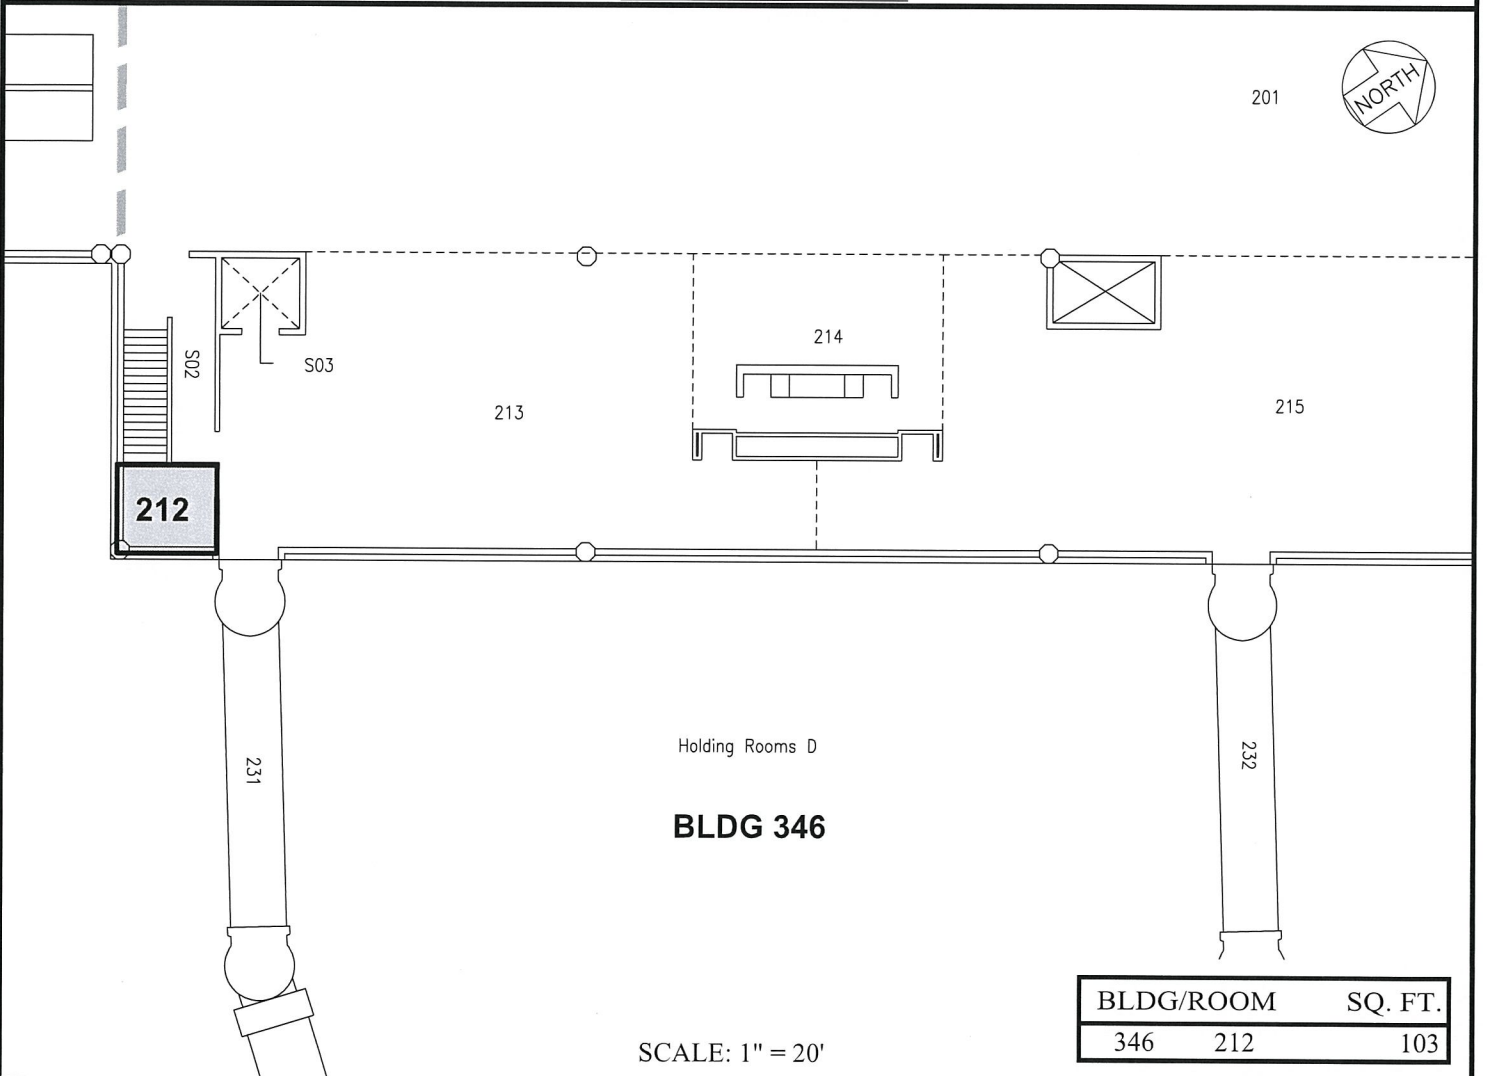 201
NORTH
S02
S03
214
213
215
212
231
232
Holding Rooms D
BLDG 346
BLDG/ROOM SQ. FT.
346 212 103
SCALE: 1" = 20'